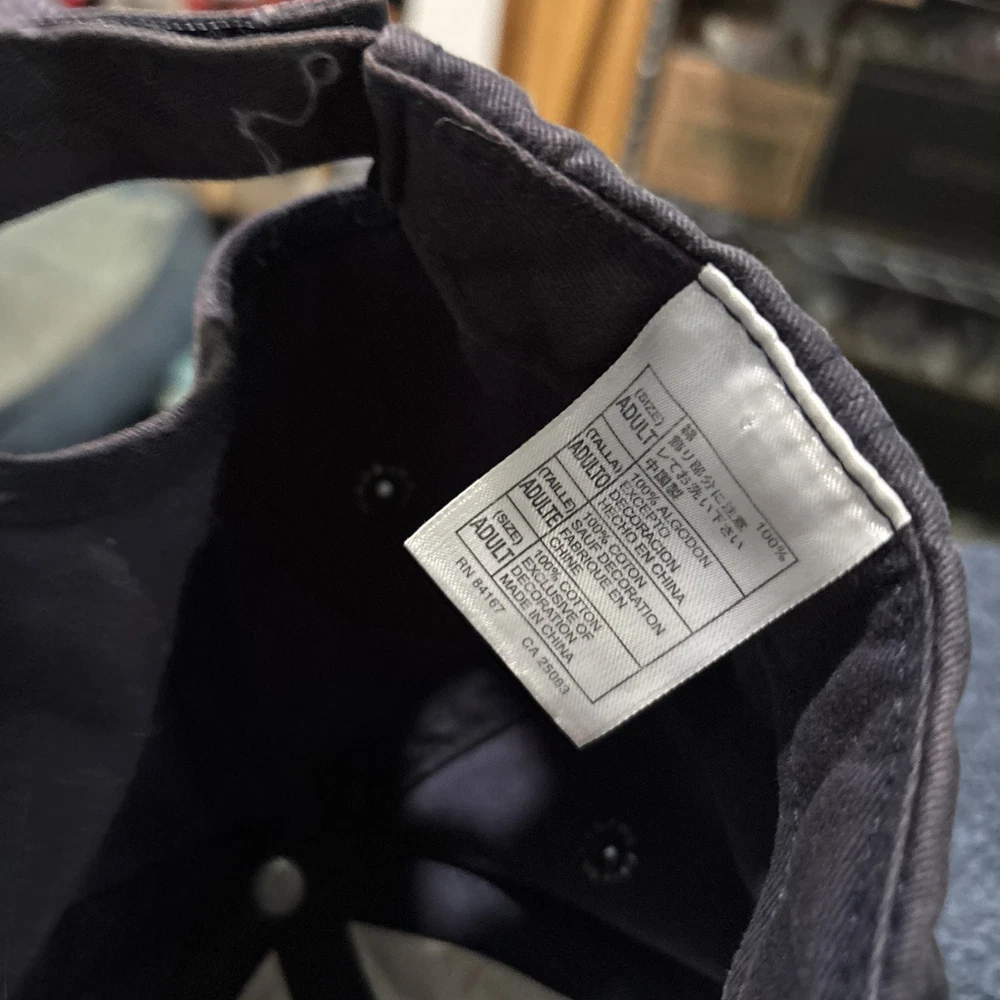 (SIZE)
ADULT
綿 100%
飾り部分に注意
してお洗い下さい
中国製
(TALLA)
ADULTO
100% ALGODON
EXCEPTO
DECORACION
HECHO EN CHINA
(TAILLE)
ADULTE
100% COTON
SAUF DECORATION
FABRIQUE EN
CHINE
(SIZE)
ADULT
100% COTTON
EXCLUSIVE OF
DECORATION
MADE IN CHINA
RN 84167 CA 25083